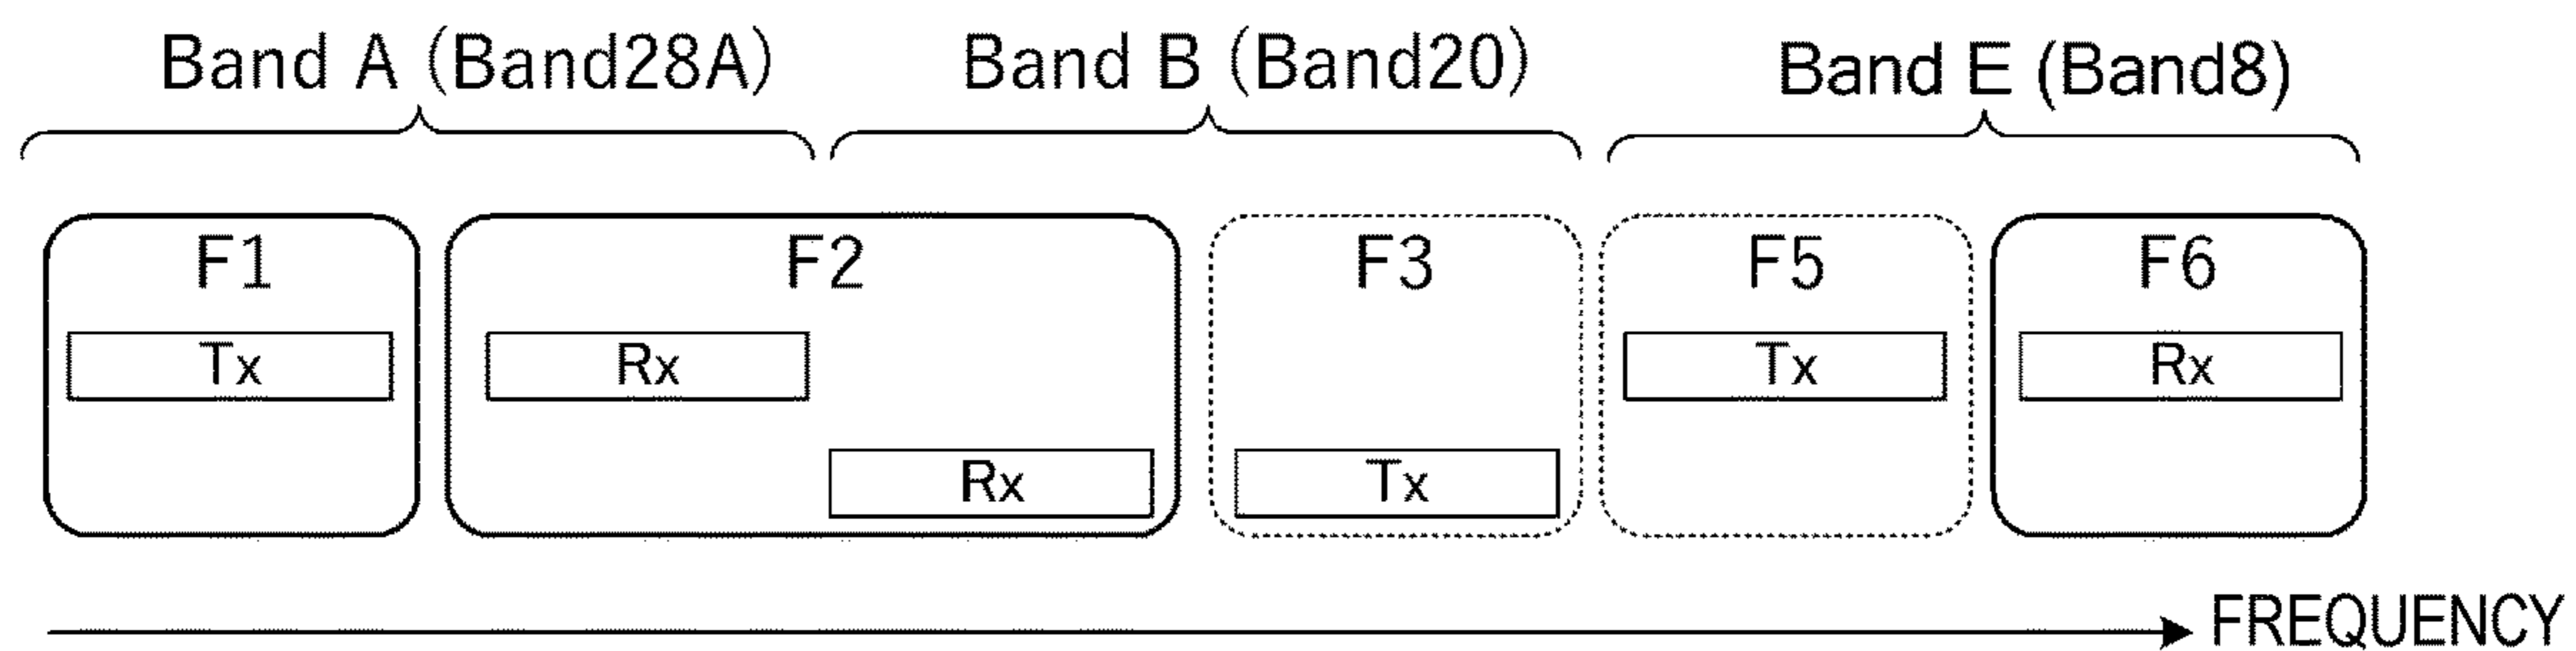 Band A (Band28A) Band B (Band20) Band E (Band8)
F1 F2 F3 F5 F6
Tx Rx Tx Rx
Rx Tx
FREQUENCY